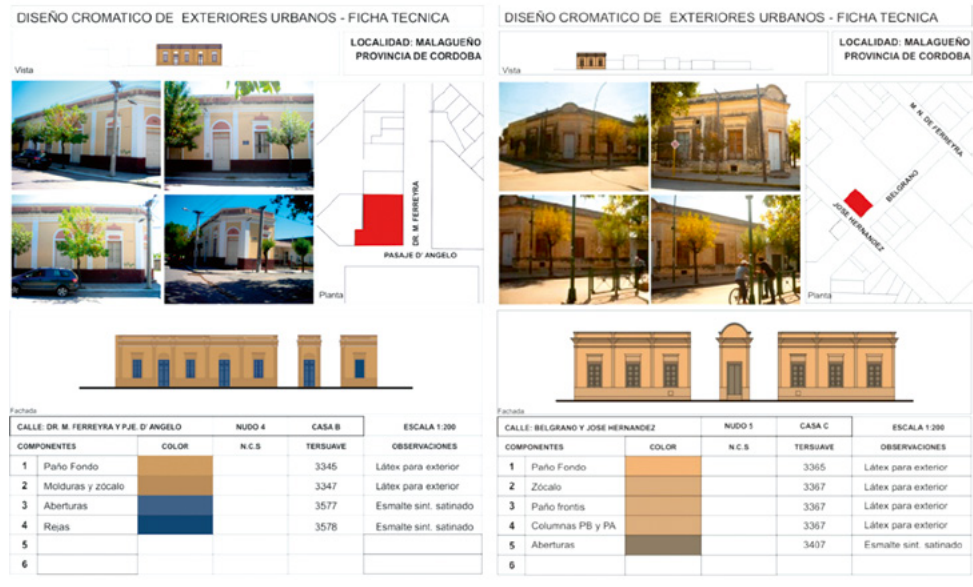 DISEÑO CROMATICO DE EXTERIORES URBANOS - FICHA TECNICA
Vista
LOCALIDAD: MALAGUEÑO
PROVINCIA DE CORDOBA
DR. M. FERREYRA
PASAJE D' ANGELO
Planta
Fachada
CALLE: DR. M. FERREYRA Y PJE. D' ANGELO NUDO 4 CASA B ESCALA 1:200
COMPONENTES COLOR N.C.S TERSUAVE OBSERVACIONES
1 Paño Fondo 3345 Látex para exterior
2 Molduras y zócalo 3347 Látex para exterior
3 Aberturas 3577 Esmalte sint. satinado
4 Rejas 3578 Esmalte sint. satinado
5
6
DISEÑO CROMATICO DE EXTERIORES URBANOS - FICHA TECNICA
Vista
LOCALIDAD: MALAGUEÑO
PROVINCIA DE CORDOBA
M. N. DE FERREYRA
BELGRANO
JOSE HERNANDEZ
Planta
Fachada
CALLE: BELGRANO Y JOSE HERNANDEZ NUDO 5 CASA C ESCALA 1:200
COMPONENTES COLOR N.C.S TERSUAVE OBSERVACIONES
1 Paño Fondo 3365 Látex para exterior
2 Zócalo 3367 Látex para exterior
3 Paño frontis 3367 Látex para exterior
4 Columnas PB y PA 3367 Látex para exterior
5 Aberturas 3407 Esmalte sint. satinado
6